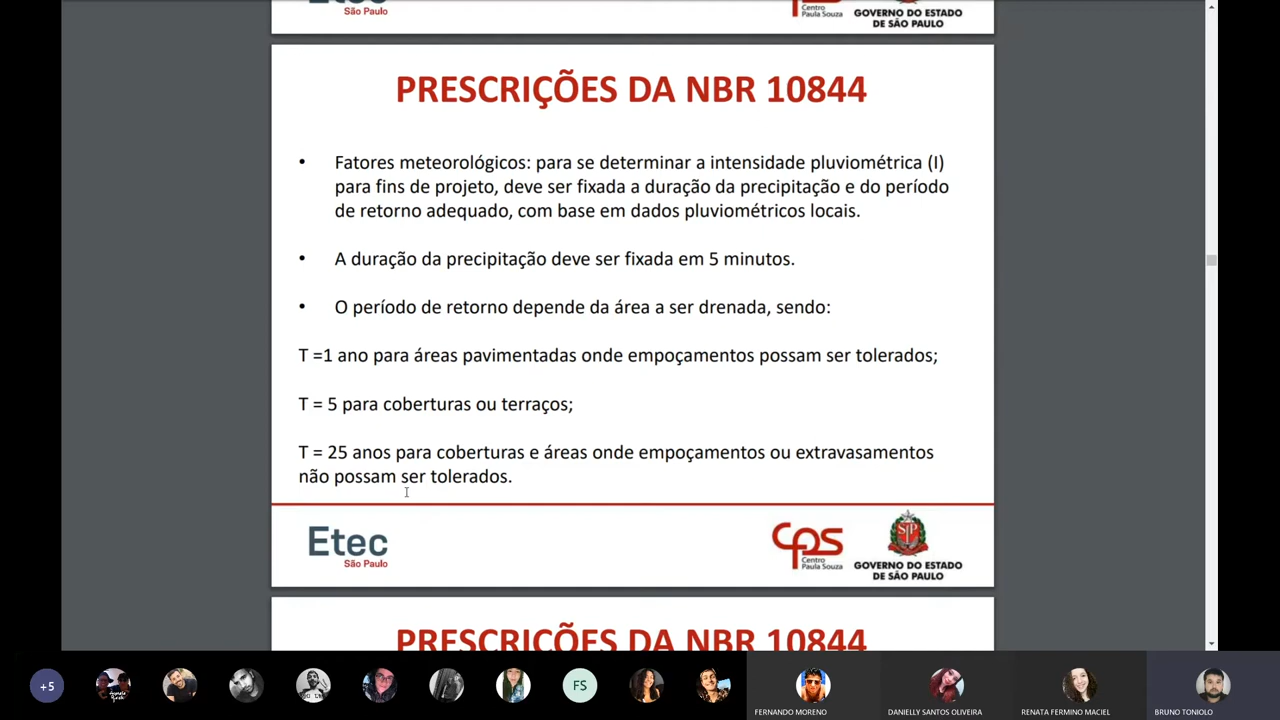 Etec
São Paulo
Centro
Paula Souza
GOVERNO DO ESTADO
DE SÃO PAULO
PRESCRIÇÕES DA NBR 10844
• Fatores meteorológicos: para se determinar a intensidade pluviométrica (I)
para fins de projeto, deve ser fixada a duração da precipitação e do período
de retorno adequado, com base em dados pluviométricos locais.
• A duração da precipitação deve ser fixada em 5 minutos.
• O período de retorno depende da área a ser drenada, sendo:
T =1 ano para áreas pavimentadas onde empoçamentos possam ser tolerados;
T = 5 para coberturas ou terraços;
T = 25 anos para coberturas e áreas onde empoçamentos ou extravasamentos
não possam ser tolerados.
Etec
São Paulo
cps
Centro
Paula Souza
GOVERNO DO ESTADO
DE SÃO PAULO
PRESCRIÇÕES DA NBR 10844
+5
FS
FERNANDO MORENO
DANIELLY SANTOS OLIVEIRA
RENATA FERMINO MACIEL
BRUNO TONIOLO